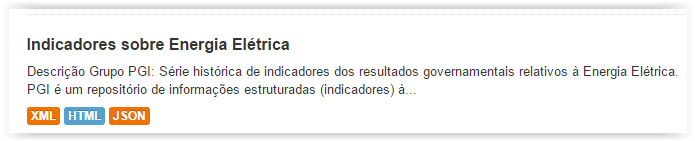 Indicadores sobre Energia Elétrica
Descrição Grupo PGI: Série histórica de indicadores dos resultados governamentais relativos à Energia Elétrica.
PGI é um repositório de informações estruturadas (indicadores) à...
XML HTML JSON